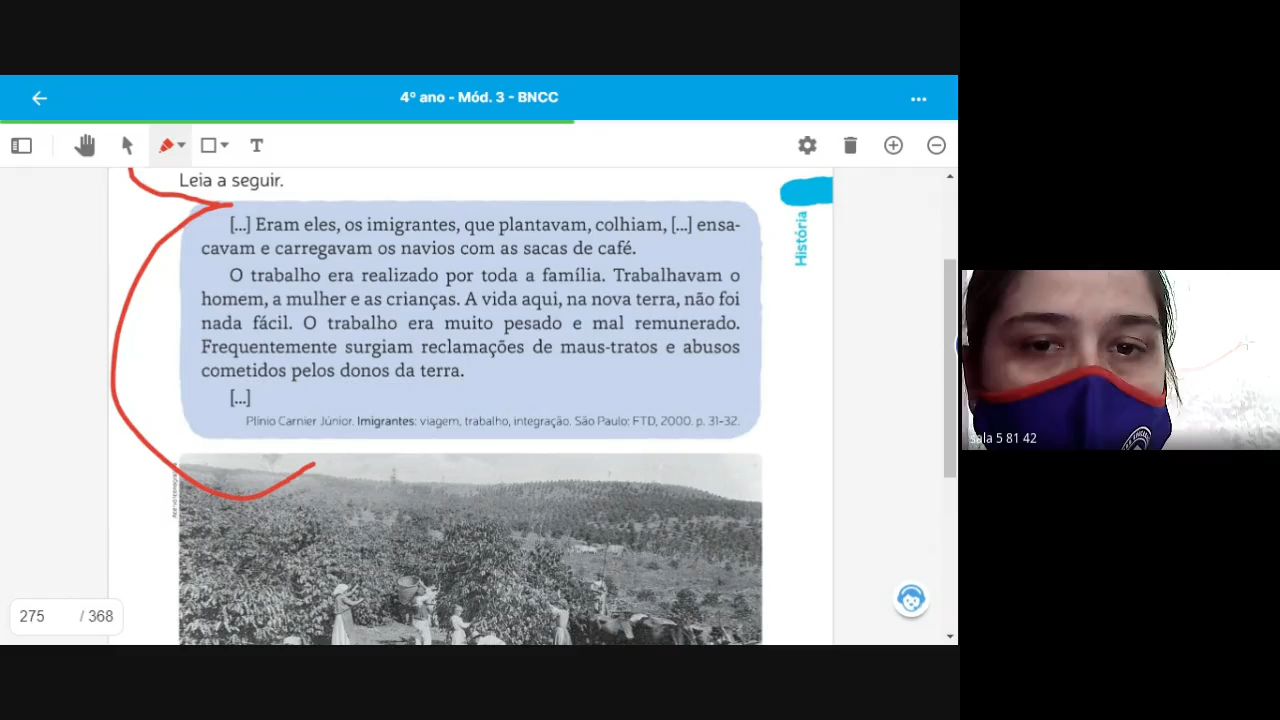 4º ano - Mód. 3 - BNCC
T
Leia a seguir.
[...] Eram eles, os imigrantes, que plantavam, colhiam, [...] ensa-
cavam e carregavam os navios com as sacas de café.
O trabalho era realizado por toda a família. Trabalhavam o
homem, a mulher e as crianças. A vida aqui, na nova terra, não foi
nada fácil. O trabalho era muito pesado e mal remunerado.
Frequentemente surgiam reclamações de maus-tratos e abusos
cometidos pelos donos da terra.
[...]
Plínio Carnier Júnior. Imigrantes: viagem, trabalho, integração. São Paulo: FTD, 2000. p. 31-32.
História
275 / 368
Sala 5 81 42